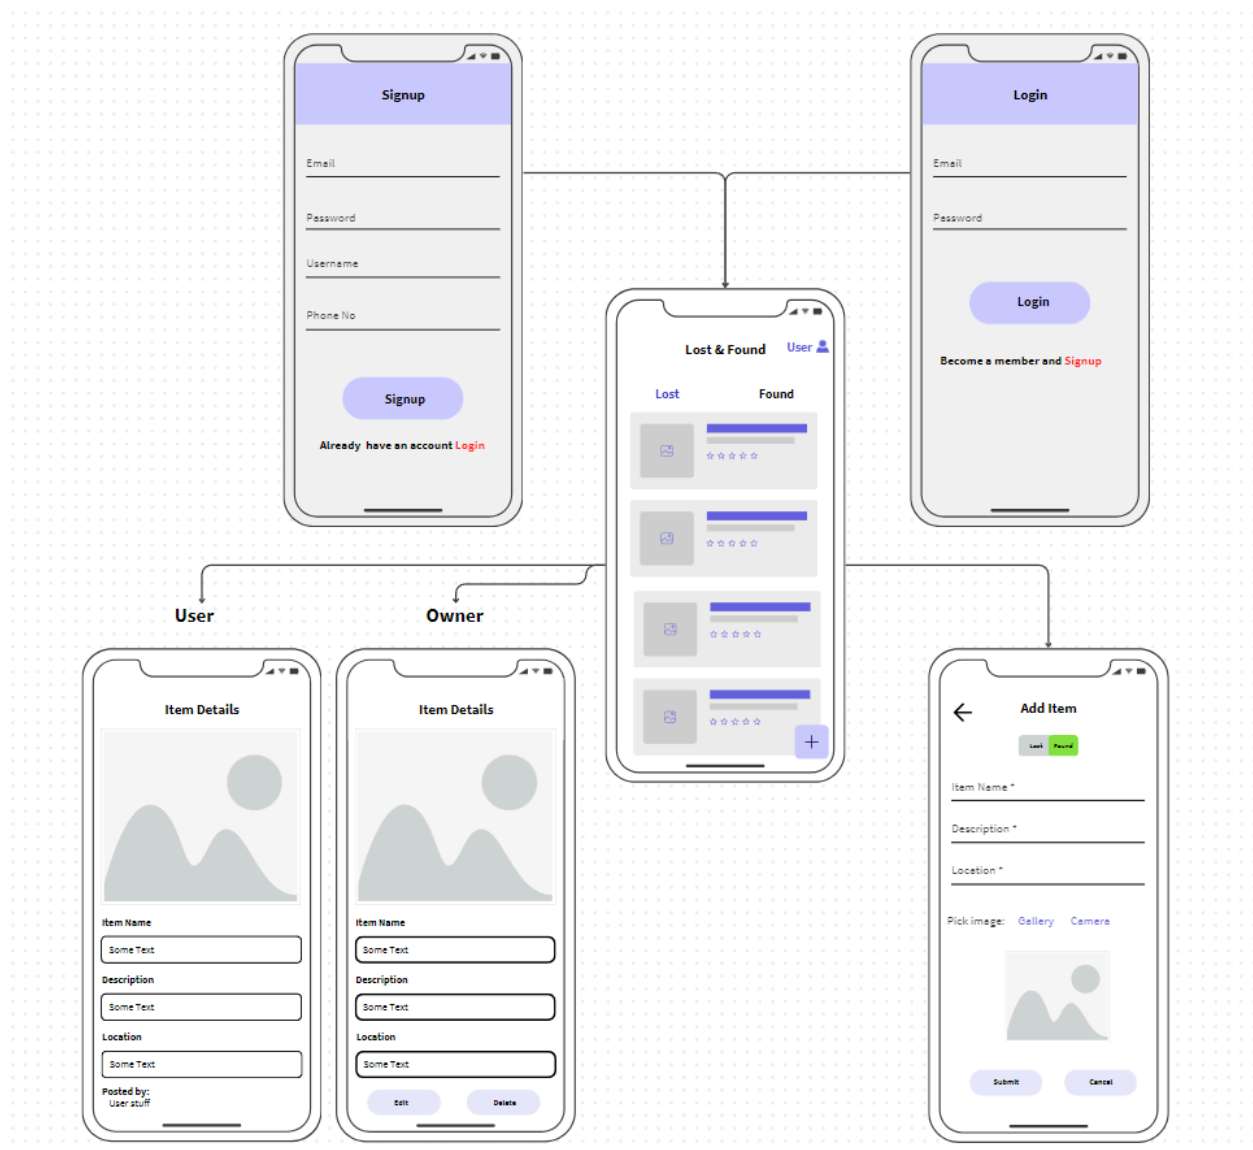 Signup
Email
Password
Username
Phone No
Signup
Already have an account Login
Login
Email
Password
Login
Become a member and Signup
Lost & Found User
Lost Found
User
Item Details
Item Name
Some Text
Description
Some Text
Location
Some Text
Posted by:
User stuff
Owner
Item Details
Item Name
Some Text
Description
Some Text
Location
Some Text
Edit Delete
Add Item
Lost Found
Item Name *
Description *
Location *
Pick image: Gallery Camera
Submit Cancel